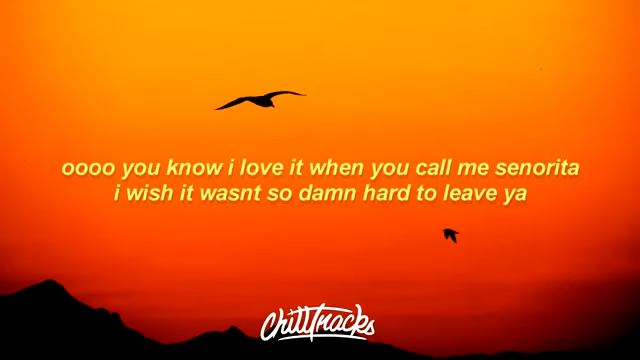 oooo you know i love it when you call me senorita
i wish it wasnt so damn hard to leave ya
ChillTracks